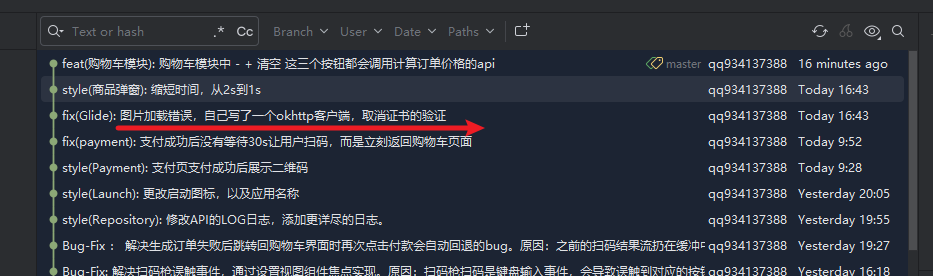 Text or hash .* Cc Branch User Date Paths
feat(购物车模块): 购物车模块中 - + 清空 这三个按钮都会调用计算订单价格的api master qq934137388 16 minutes ago
style(商品弹窗): 缩短时间，从2s到1s qq934137388 Today 16:43
fix(Glide): 图片加载错误，自己写了一个okhttp客户端，取消证书的验证 qq934137388 Today 16:43
fix(payment): 支付成功后没有等待30s让用户扫码，而是立刻返回购物车页面 qq934137388 Today 9:52
style(Payment): 支付页支付成功后展示二维码 qq934137388 Today 9:28
style(Launch): 更改启动图标，以及应用名称 qq934137388 Yesterday 20:05
style(Repository): 修改API的LOG日志，添加更详尽的日志。 qq934137388 Yesterday 19:55
Bug-Fix： 解决生成订单失败后跳转回购物车界面时再次点击付款会自动回退的bug。原因：之前的扫码结果流扔在缓冲中 qq934137388 Yesterday 19:27
Bug-Fix: 解决扫码枪误触事件，通过设置视图组件焦点实现。原因：扫码枪扫码是键盘输入事件，会导致误触到对应的按钮 qq934137388 Yesterday 16:18